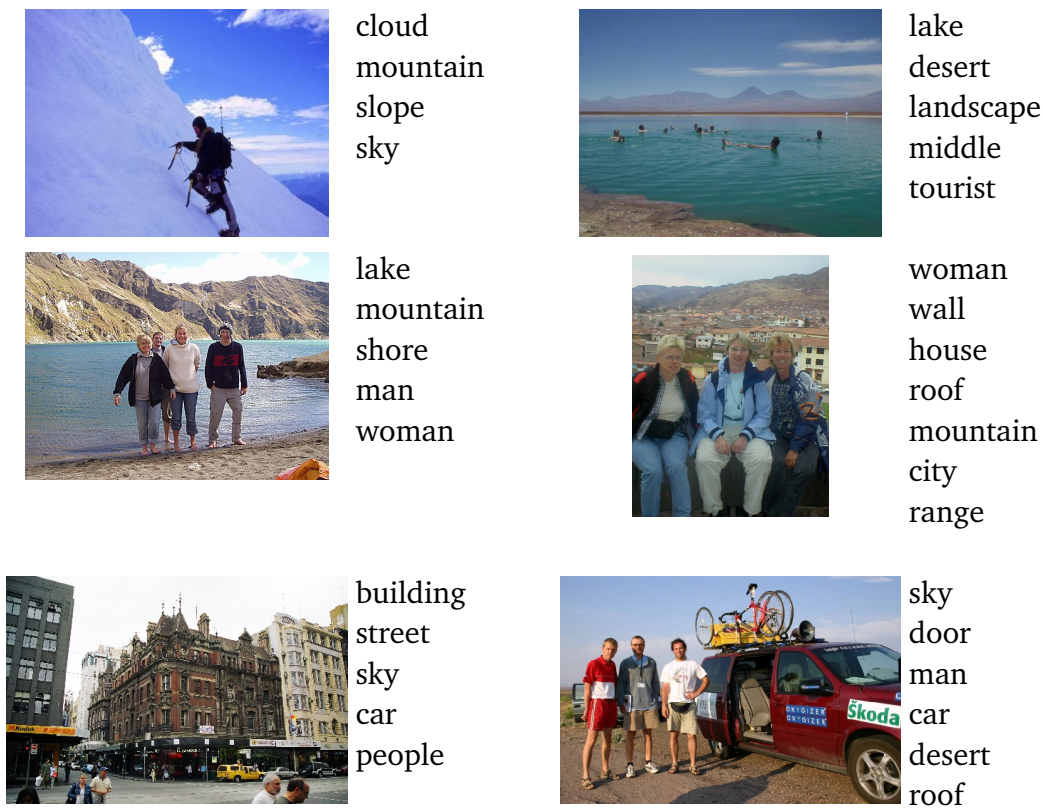 cloud
mountain
slope
sky
lake
desert
landscape
middle
tourist
lake
mountain
shore
man
woman
woman
wall
house
roof
mountain
city
range
building
street
sky
car
people
Kodak
sky
door
man
car
desert
roof
OXYGIZER
OXYGIZER
Škoda